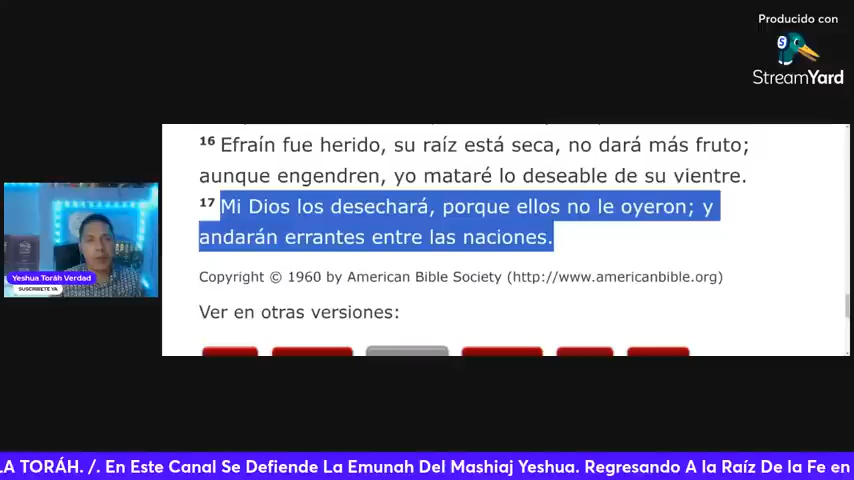 Producido con
StreamYard
16 Efraín fue herido, su raíz está seca, no dará más fruto;
aunque engendren, yo mataré lo deseable de su vientre.
17 Mi Dios los desechará, porque ellos no le oyeron; y
andarán errantes entre las naciones.
Copyright © 1960 by American Bible Society (http://www.americanbible.org)
Ver en otras versiones:
Yeshua Toráh Verdad
SUSCRIBETE YA
LA TORÁH. /. En Este Canal Se Defiende La Emunah Del Mashiaj Yeshua. Regresando A la Raíz De la Fe en